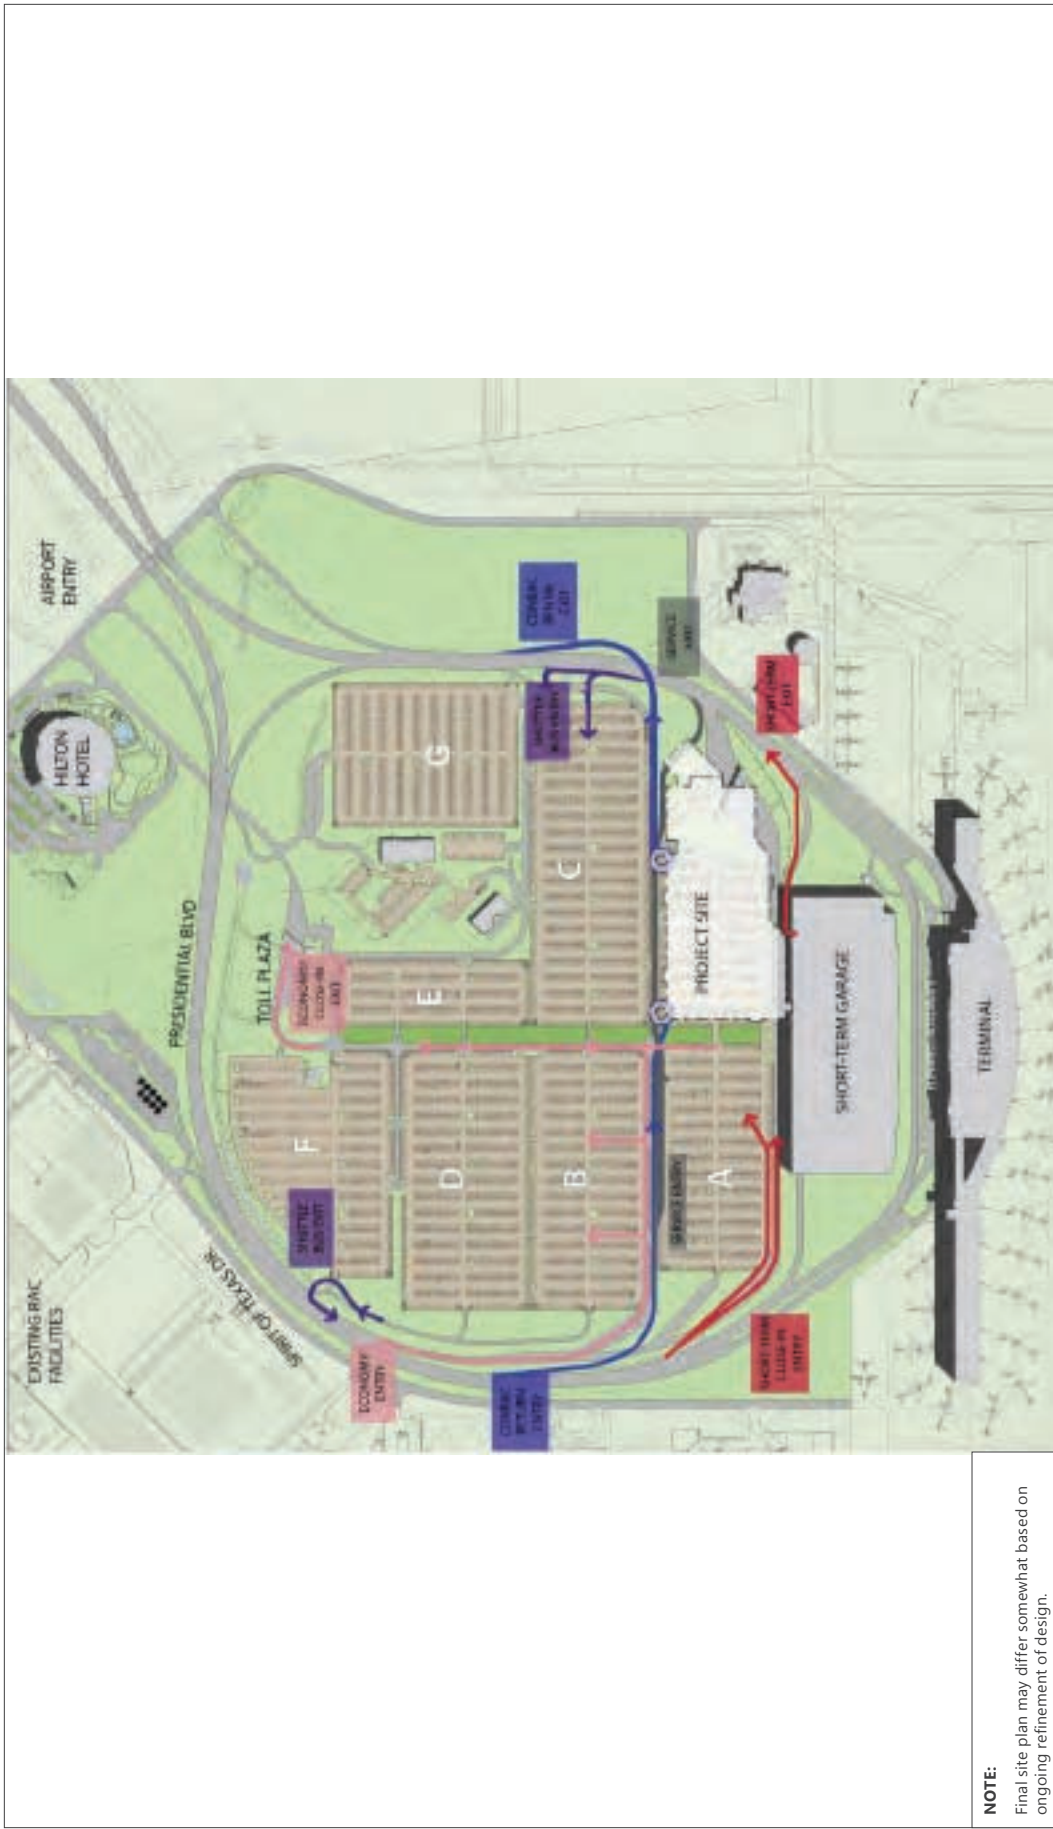 AIRPORT
ENTRY
HILTON
HOTEL
EXISTING RAC
FACILITIES
SPIRIT OF TEXAS DR
PRESIDENTIAL BLVD
TOLL PLAZA
ECONOMY
CLOSE-IN
EXIT
SHUTTLE
BUS EXIT
ECONOMY
ENTRY
CONRAC
RETURN
ENTRY
CONRAC
EXIT
SHUTTLE
SERVICE
SERVICE ENTRY
SHORT-TERM
EXIT
SHORT-TERM
CLOSE-IN
ENTRY
F
D
B
A
E
G
C
PROJECT SITE
SHORT-TERM GARAGE
TERMINAL
NOTE:
Final site plan may differ somewhat based on
ongoing refinement of design.